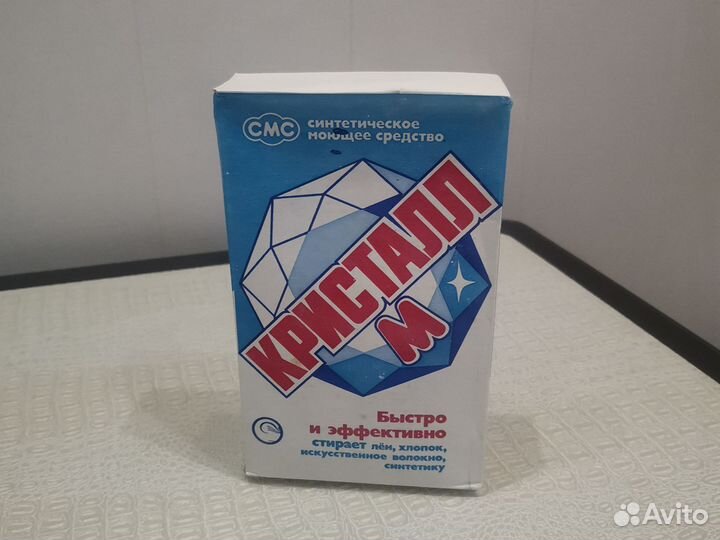 СМС
синтетическое
моющее средство
КРИСТАЛЛ
М
Быстро
и эффективно
стирает лён, хлопок,
искусственное волокно,
синтетику
Avito